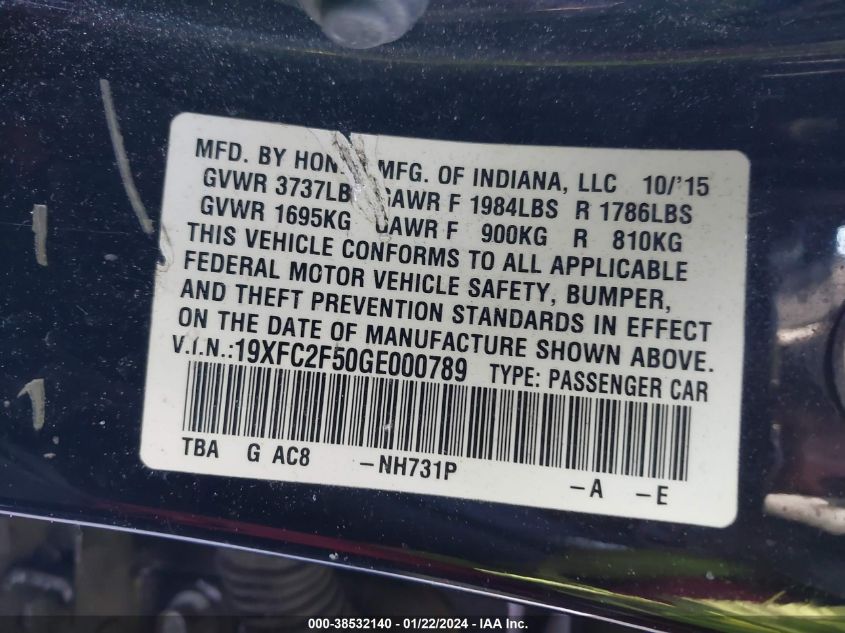 MFD. BY HON MFG. OF INDIANA, LLC 10/'15
GVWR 3737LB GAWR F 1984LBS R 1786LBS
GVWR 1695KG GAWR F 900KG R 810KG
THIS VEHICLE CONFORMS TO ALL APPLICABLE
FEDERAL MOTOR VEHICLE SAFETY, BUMPER,
AND THEFT PREVENTION STANDARDS IN EFFECT
ON THE DATE OF MANUFACTURE SHOWN ABOVE.
V.I.N.:19XFC2F50GE000789 TYPE: PASSENGER CAR
TBA G AC8 -NH731P -A -E
000-38532140 - 01/22/2024 - IAA Inc.